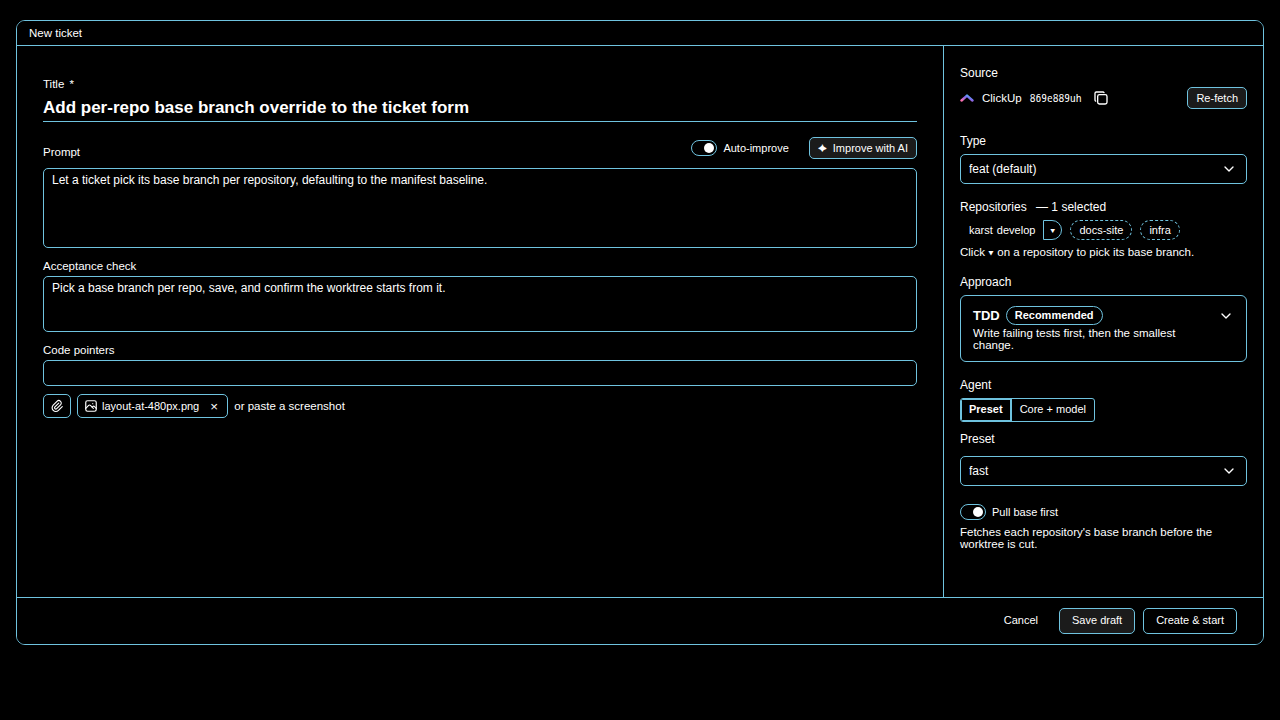 New ticket
Title *
Add per-repo base branch override to the ticket form
Prompt
Auto-improve
Improve with AI
Let a ticket pick its base branch per repository, defaulting to the manifest baseline.
Acceptance check
Pick a base branch per repo, save, and confirm the worktree starts from it.
Code pointers
layout-at-480px.png ×
or paste a screenshot
Source
ClickUp 869e889uh
Re-fetch
Type
feat (default)
Repositories — 1 selected
karst develop ▾ docs-site infra
Click ▾ on a repository to pick its base branch.
Approach
TDD Recommended
Write failing tests first, then the smallest
change.
Agent
Preset Core + model
Preset
fast
Pull base first
Fetches each repository's base branch before the
worktree is cut.
Cancel Save draft Create & start